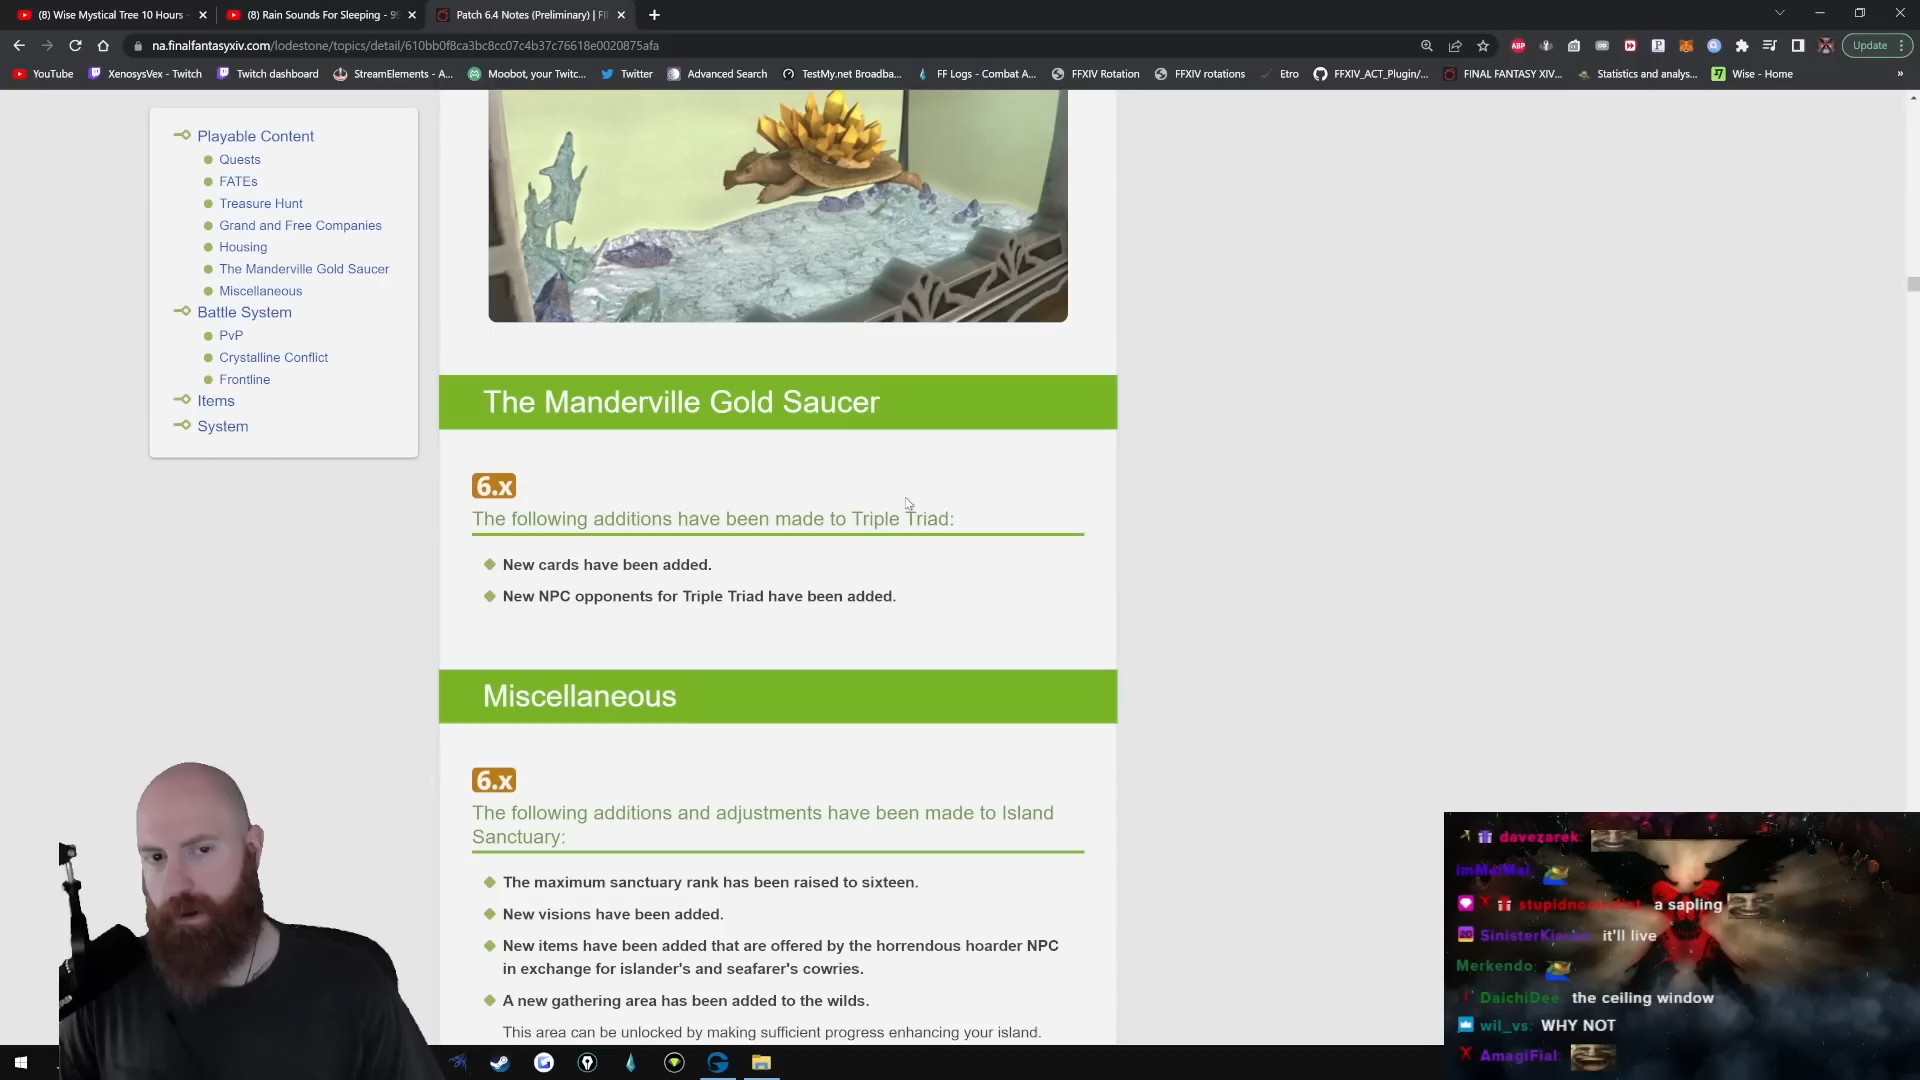 (8) Wise Mystical Tree 10 Hours -
(8) Rain Sounds For Sleeping - 99
Patch 6.4 Notes (Preliminary) | FI
na.finalfantasyxiv.com/lodestone/topics/detail/610bb0f8ca3bc8cc07c4b37c76618e0020875afa
ABP
Update
YouTube
XenosysVex - Twitch
Twitch dashboard
StreamElements - A...
Moobot, your Twitc...
Twitter
Advanced Search
TestMy.net Broadba...
FF Logs - Combat A...
FFXIV Rotation
FFXIV rotations
Etro
FFXIV_ACT_Plugin/...
FINAL FANTASY XIV...
Statistics and analys...
Wise - Home
»
Playable Content
Quests
FATEs
Treasure Hunt
Grand and Free Companies
Housing
The Manderville Gold Saucer
Miscellaneous
Battle System
PvP
Crystalline Conflict
Frontline
Items
System
The Manderville Gold Saucer
6.x
The following additions have been made to Triple Triad:
New cards have been added.
New NPC opponents for Triple Triad have been added.
Miscellaneous
6.x
The following additions and adjustments have been made to Island
Sanctuary:
The maximum sanctuary rank has been raised to sixteen.
New visions have been added.
New items have been added that are offered by the horrendous hoarder NPC
in exchange for islander's and seafarer's cowries.
A new gathering area has been added to the wilds.
This area can be unlocked by making sufficient progress enhancing your island.
davezarek:
a sapling
it'll live
Merkendo:
DaichiDee: the ceiling window
wil_vs: WHY NOT
AmagiFial: